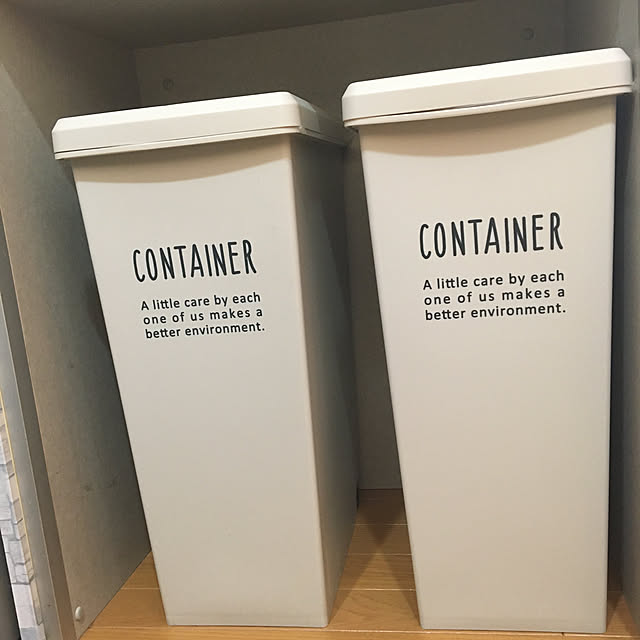 CONTAINER
A little care by each
one of us makes a
better environment.
CONTAINER
A little care by each
one of us makes a
better environment.